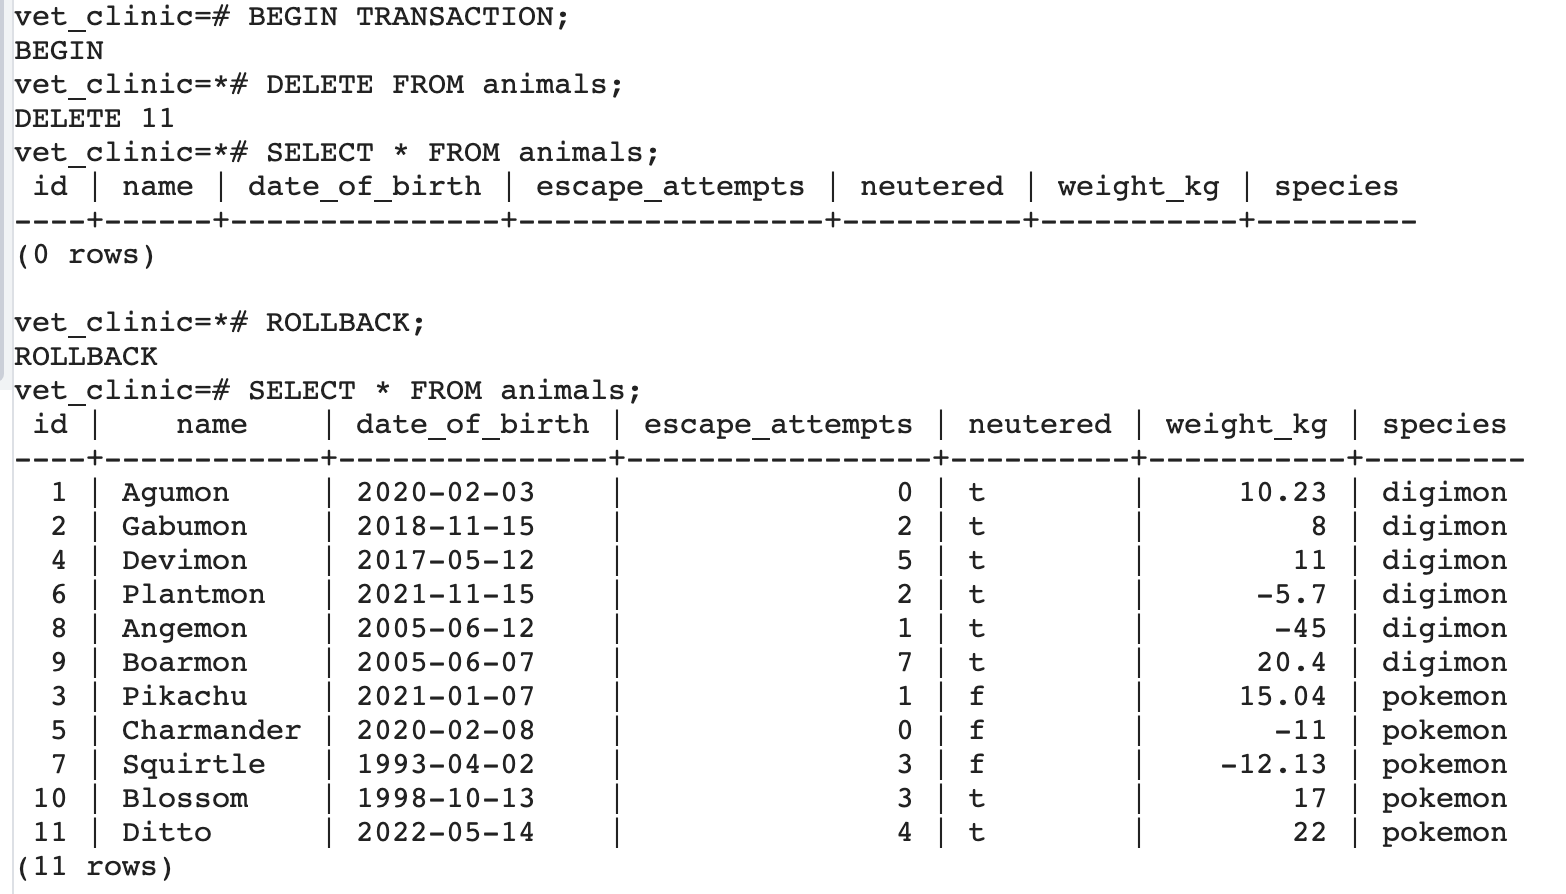 vet_clinic=# BEGIN TRANSACTION;
BEGIN
vet_clinic=*# DELETE FROM animals;
DELETE 11
vet_clinic=*# SELECT * FROM animals;
 id | name | date_of_birth | escape_attempts | neutered | weight_kg | species
----+------+---------------+-----------------+----------+-----------+---------
(0 rows)

vet_clinic=*# ROLLBACK;
ROLLBACK
vet_clinic=# SELECT * FROM animals;
 id |    name    | date_of_birth | escape_attempts | neutered | weight_kg | species
----+------------+---------------+-----------------+----------+-----------+---------
  1 | Agumon     | 2020-02-03    |               0 | t        |     10.23 | digimon
  2 | Gabumon    | 2018-11-15    |               2 | t        |         8 | digimon
  4 | Devimon    | 2017-05-12    |               5 | t        |        11 | digimon
  6 | Plantmon   | 2021-11-15    |               2 | t        |      -5.7 | digimon
  8 | Angemon    | 2005-06-12    |               1 | t        |       -45 | digimon
  9 | Boarmon    | 2005-06-07    |               7 | t        |      20.4 | digimon
  3 | Pikachu    | 2021-01-07    |               1 | f        |     15.04 | pokemon
  5 | Charmander | 2020-02-08    |               0 | f        |       -11 | pokemon
  7 | Squirtle   | 1993-04-02    |               3 | f        |    -12.13 | pokemon
 10 | Blossom    | 1998-10-13    |               3 | t        |        17 | pokemon
 11 | Ditto      | 2022-05-14    |               4 | t        |        22 | pokemon
(11 rows)